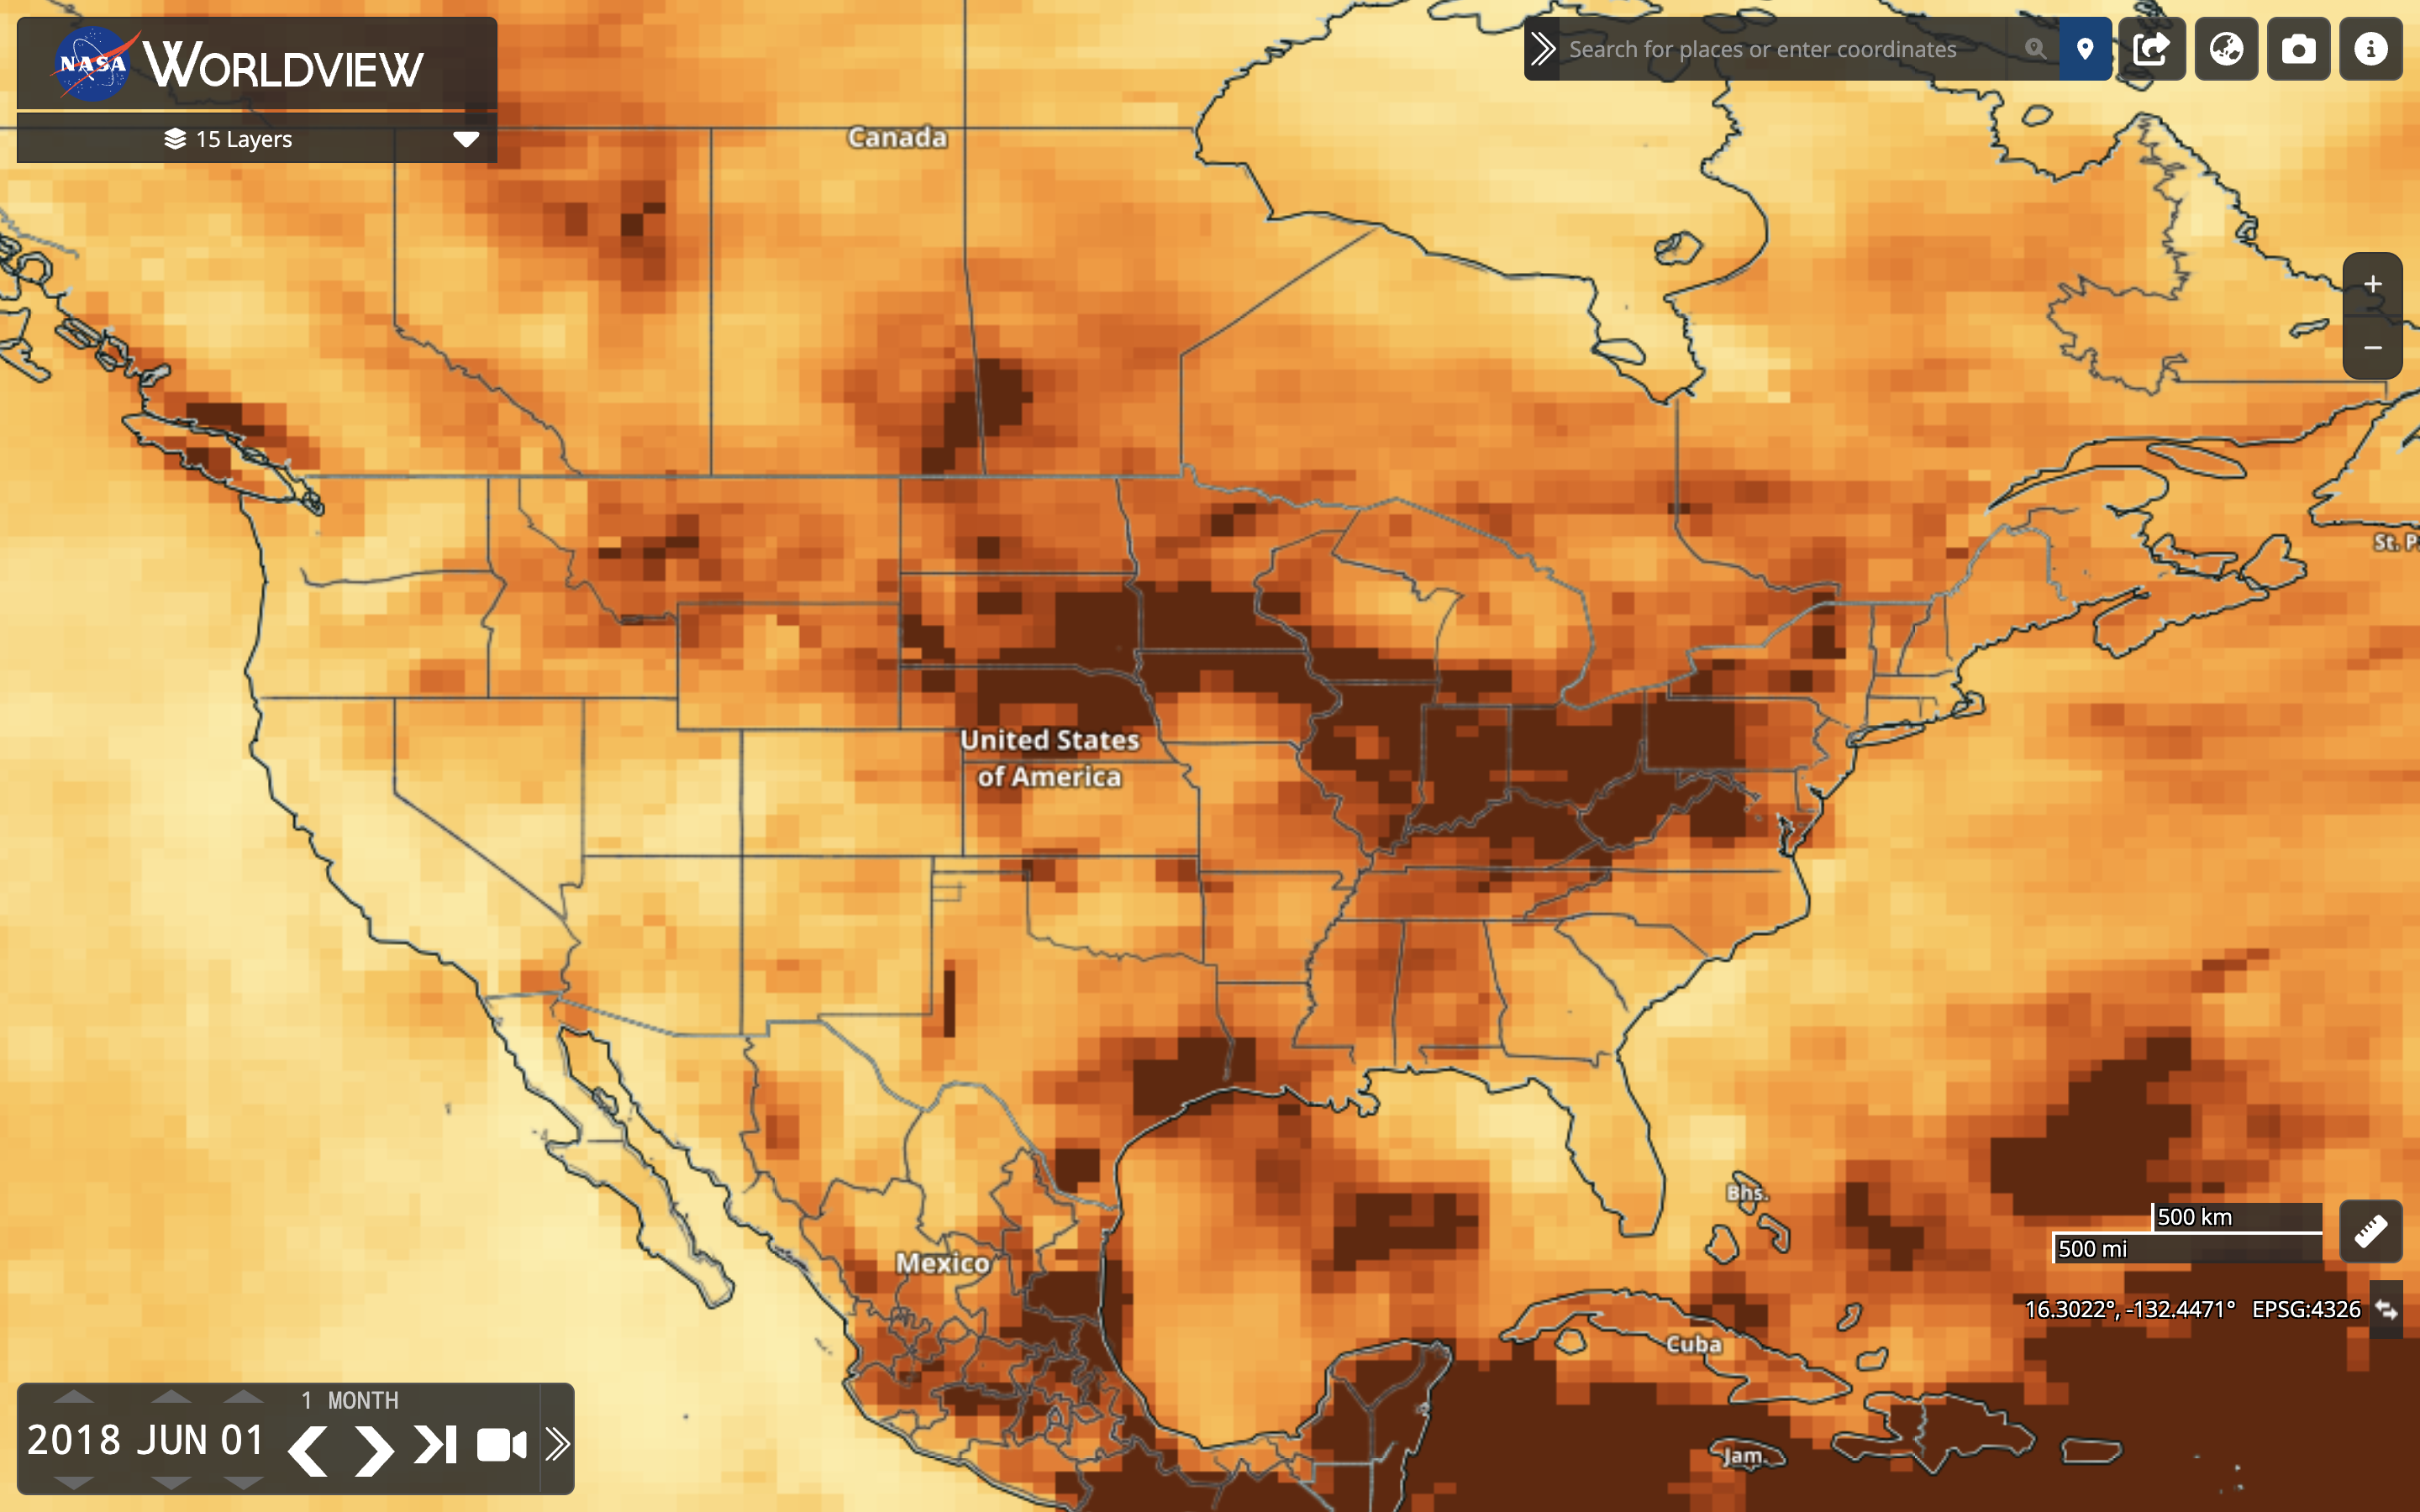 NASA WORLDVIEW
15 Layers
Search for places or enter coordinates
Canada
+
−
St. P
United States
of America
Bhs.
500 km
500 mi
Mexico
16.3022°, -132.4471° EPSG:4326
Cuba
Jam.
1 MONTH
2018 JUN 01